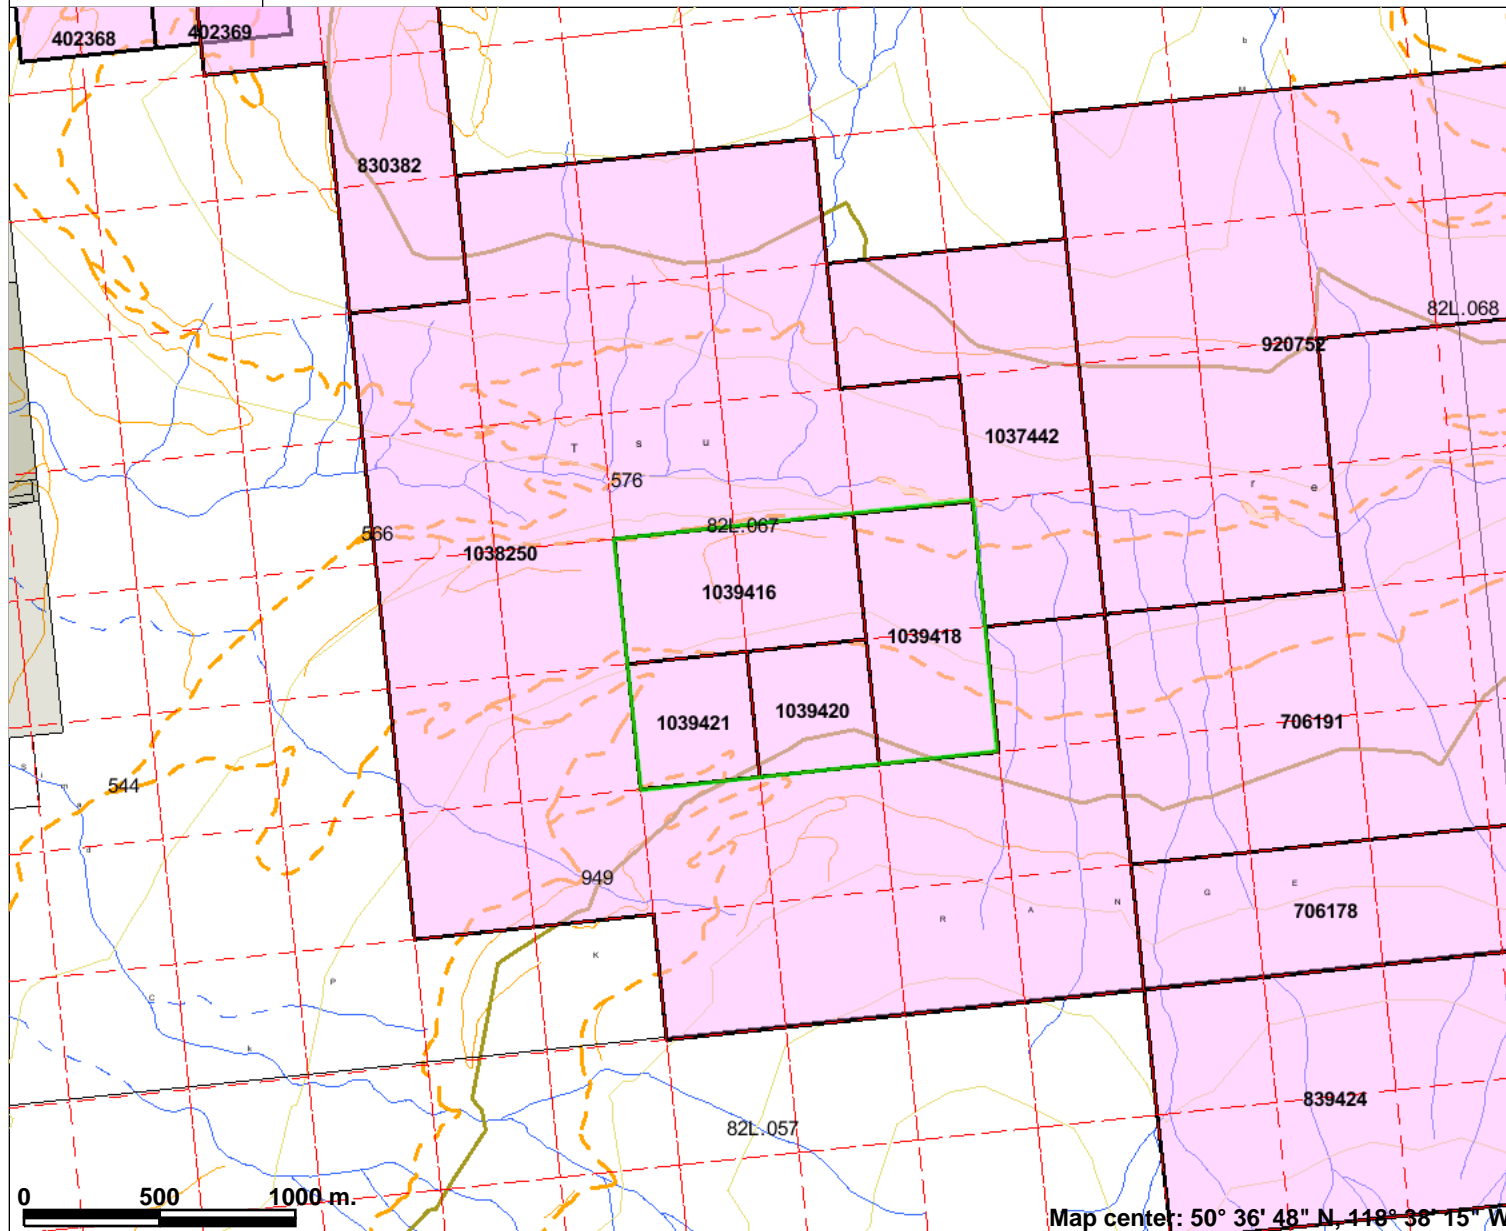 402368
402369
M
830382
82L.068
920752
T s u
1037442
576
r e
82L.067
566
1038250
1039416
1039418
1039421
1039420
706191
S i m a d
544
949
G E
R A N
706178
K
P
C
k
839424
82L.057
0 500 1000 m.
Map center: 50° 36' 48" N, 118° 38' 15" W